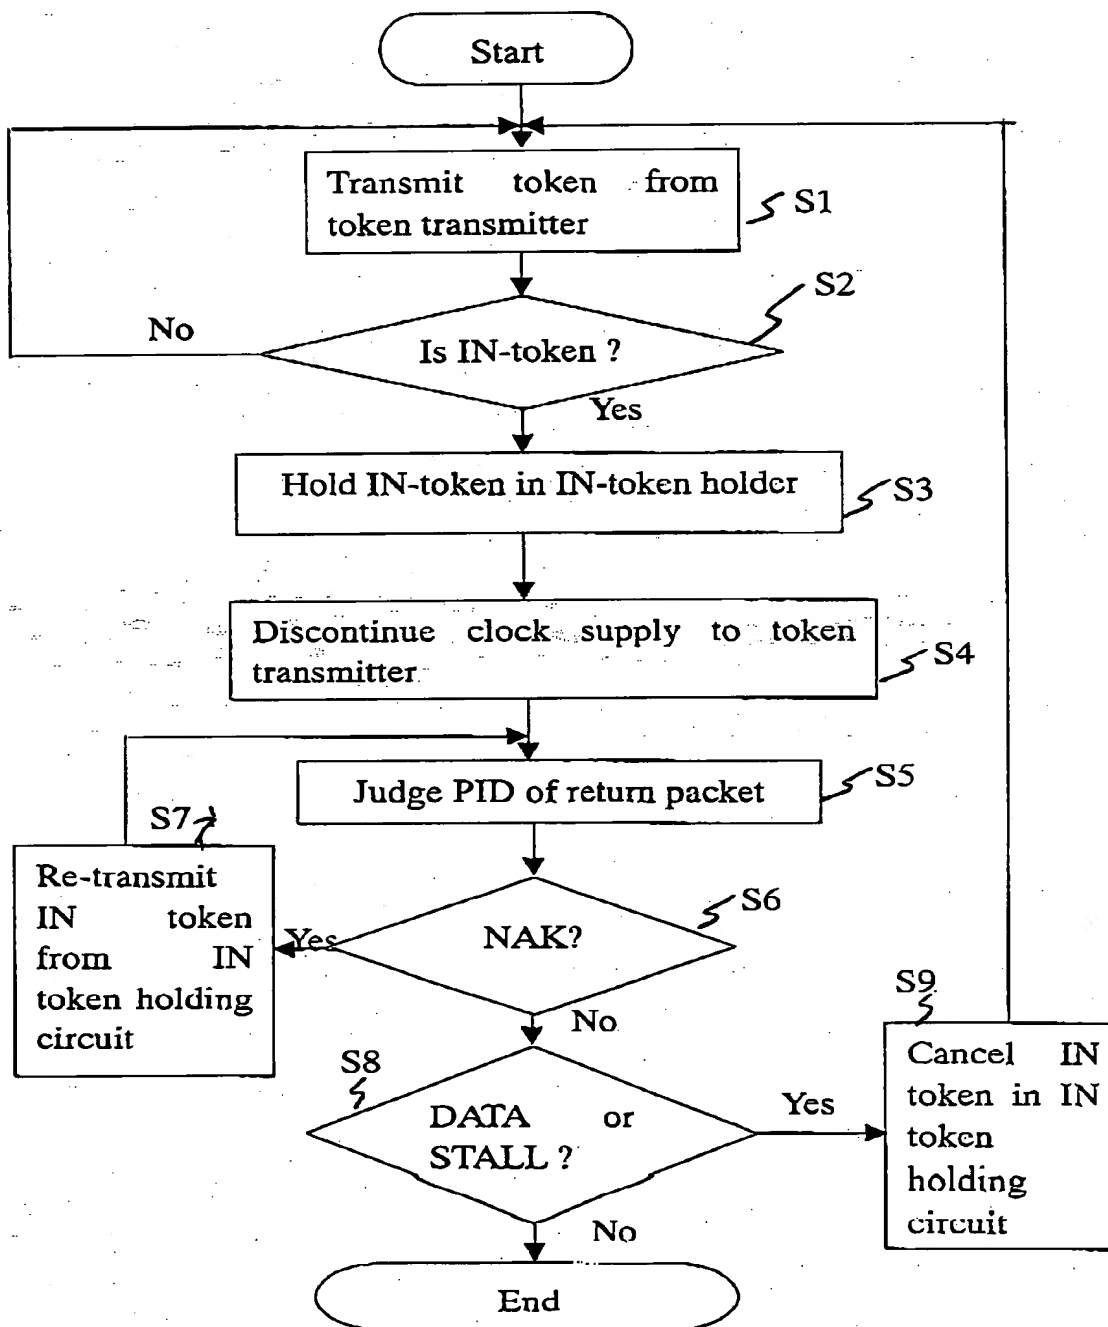 Start
Transmit token from
token transmitter
S1
S2
No
Is IN-token ?
Yes
Hold IN-token in IN-token holder
S3
Discontinue clock supply to token
transmitter
S4
Judge PID of return packet
S5
S7
Re-transmit
IN token
from IN
token holding
circuit
Yes
NAK?
S6
No
S8
DATA or
STALL ?
Yes
S9
Cancel IN
token in IN
token
holding
circuit
No
End